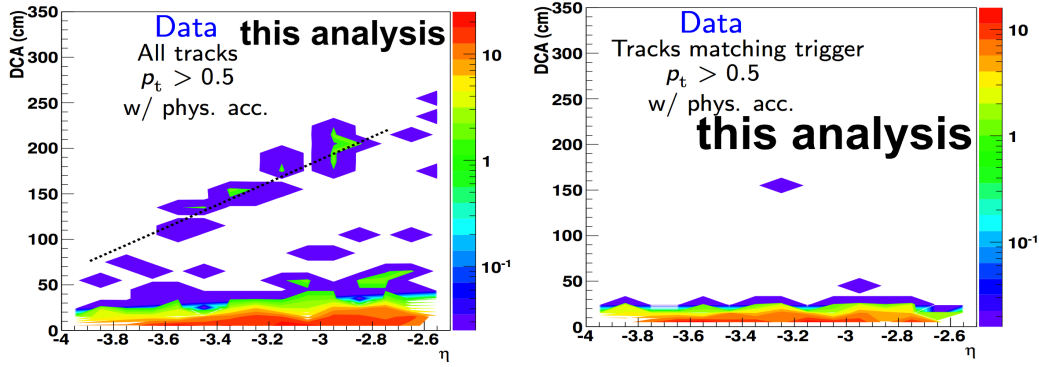 Data
this analysis
All tracks
pt > 0.5
w/ phys. acc.
DCA (cm)
350
300
250
200
150
100
50
0
-4 -3.8 -3.6 -3.4 -3.2 -3 -2.8 -2.6
η
10
1
10⁻¹
Data
Tracks matching trigger
pt > 0.5
w/ phys. acc.
this analysis
DCA (cm)
350
300
250
200
150
100
50
0
-4 -3.8 -3.6 -3.4 -3.2 -3 -2.8 -2.6
η
10
1
10⁻¹